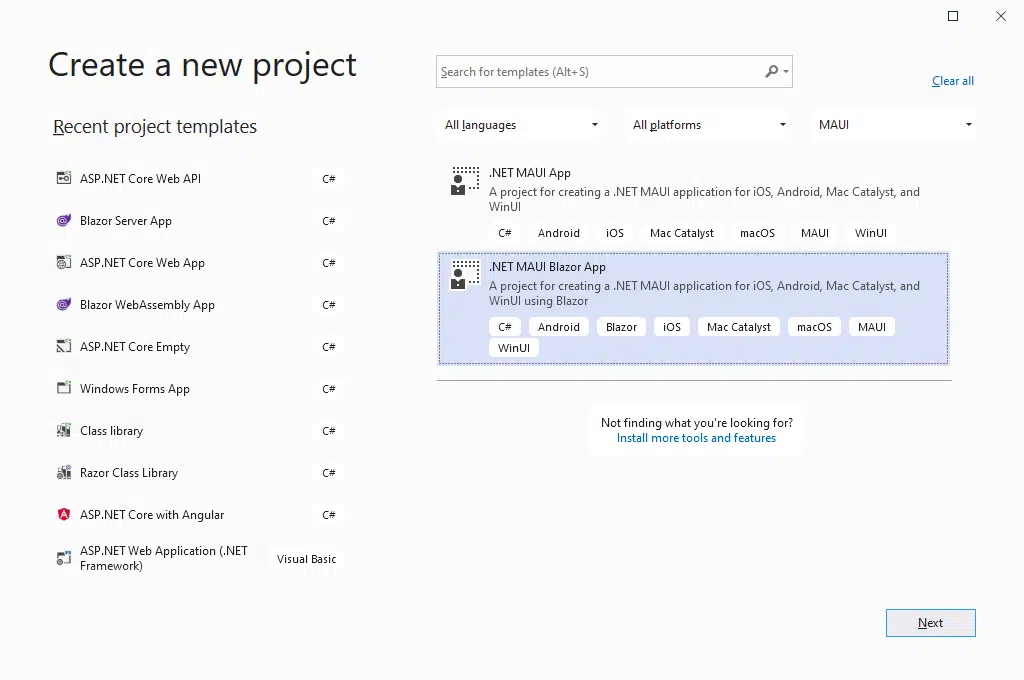 Create a new project
Search for templates (Alt+S)
Clear all
Recent project templates
All languages
All platforms
MAUI
ASP.NET Core Web API
C#
Blazor Server App
C#
ASP.NET Core Web App
C#
Blazor WebAssembly App
C#
ASP.NET Core Empty
C#
Windows Forms App
C#
Class library
C#
Razor Class Library
C#
ASP.NET Core with Angular
C#
ASP.NET Web Application (.NET
Framework)
Visual Basic
.NET MAUI App
A project for creating a .NET MAUI application for iOS, Android, Mac Catalyst, and
WinUI
C# Android iOS Mac Catalyst macOS MAUI WinUI
.NET MAUI Blazor App
A project for creating a .NET MAUI application for iOS, Android, Mac Catalyst, and
WinUI using Blazor
C# Android Blazor iOS Mac Catalyst macOS MAUI
WinUI
Not finding what you're looking for?
Install more tools and features
Next